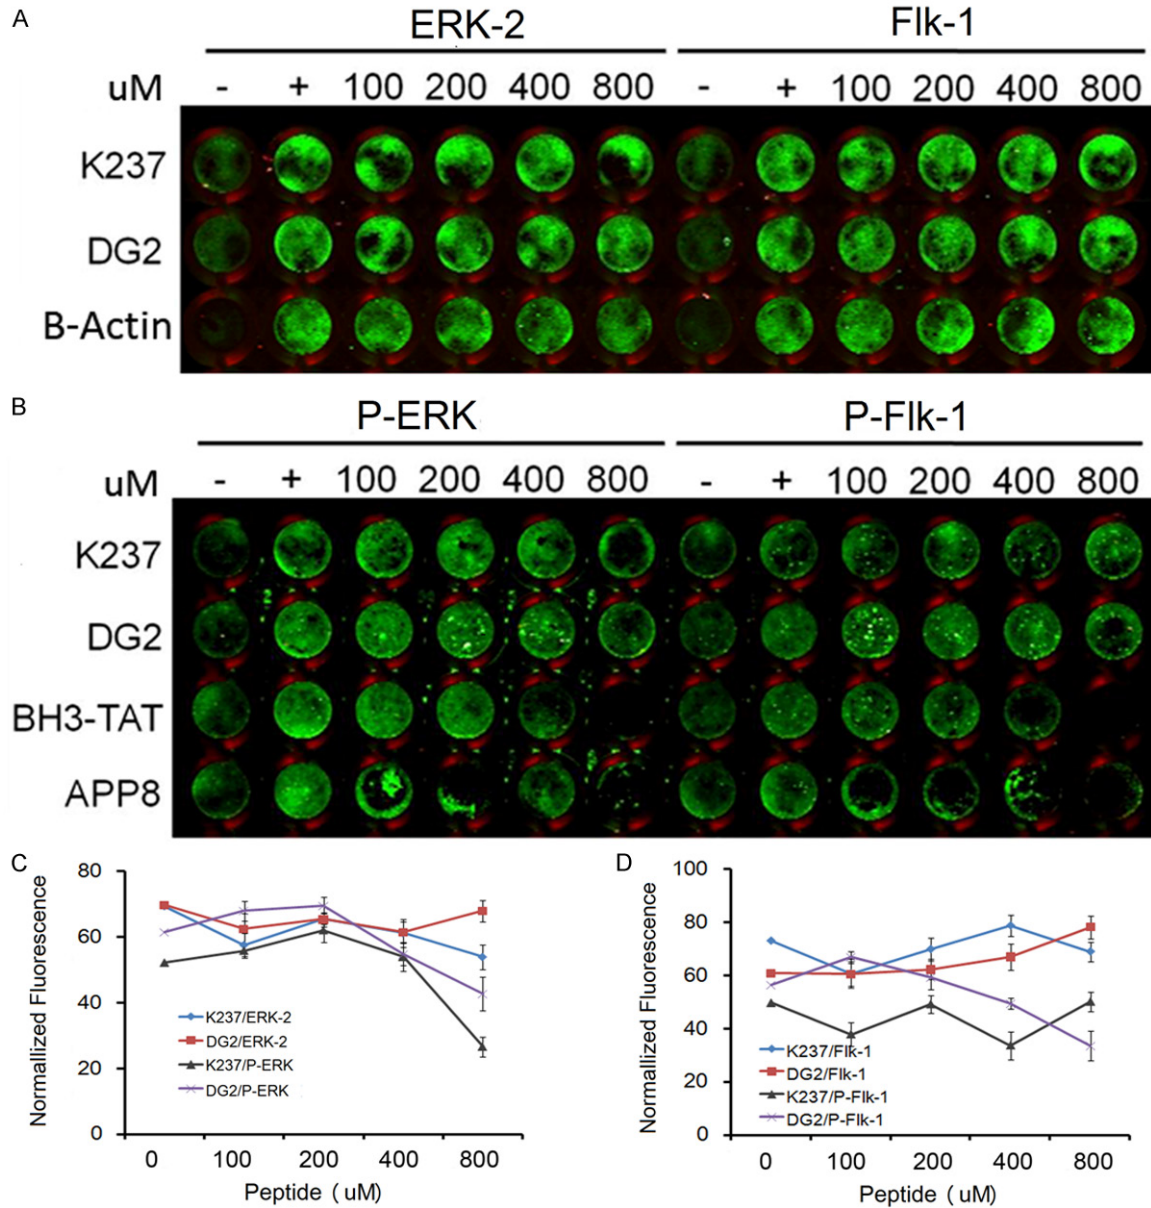 A
ERK-2 Flk-1
uM - + 100 200 400 800 - + 100 200 400 800
K237
DG2
B-Actin
B
P-ERK P-Flk-1
uM - + 100 200 400 800 - + 100 200 400 800
K237
DG2
BH3-TAT
APP8
C
Normallized Fluorescence
80
60
40
20
0
K237/ERK-2
DG2/ERK-2
K237/P-ERK
DG2/P-ERK
0 100 200 400 800
Peptide ( uM)
D
Normalized Fluorescence
100
80
60
40
20
0
K237/Flk-1
DG2/Flk-1
K237/P-Flk-1
DG2/P-Flk-1
0 100 200 400 800
Peptide ( uM)